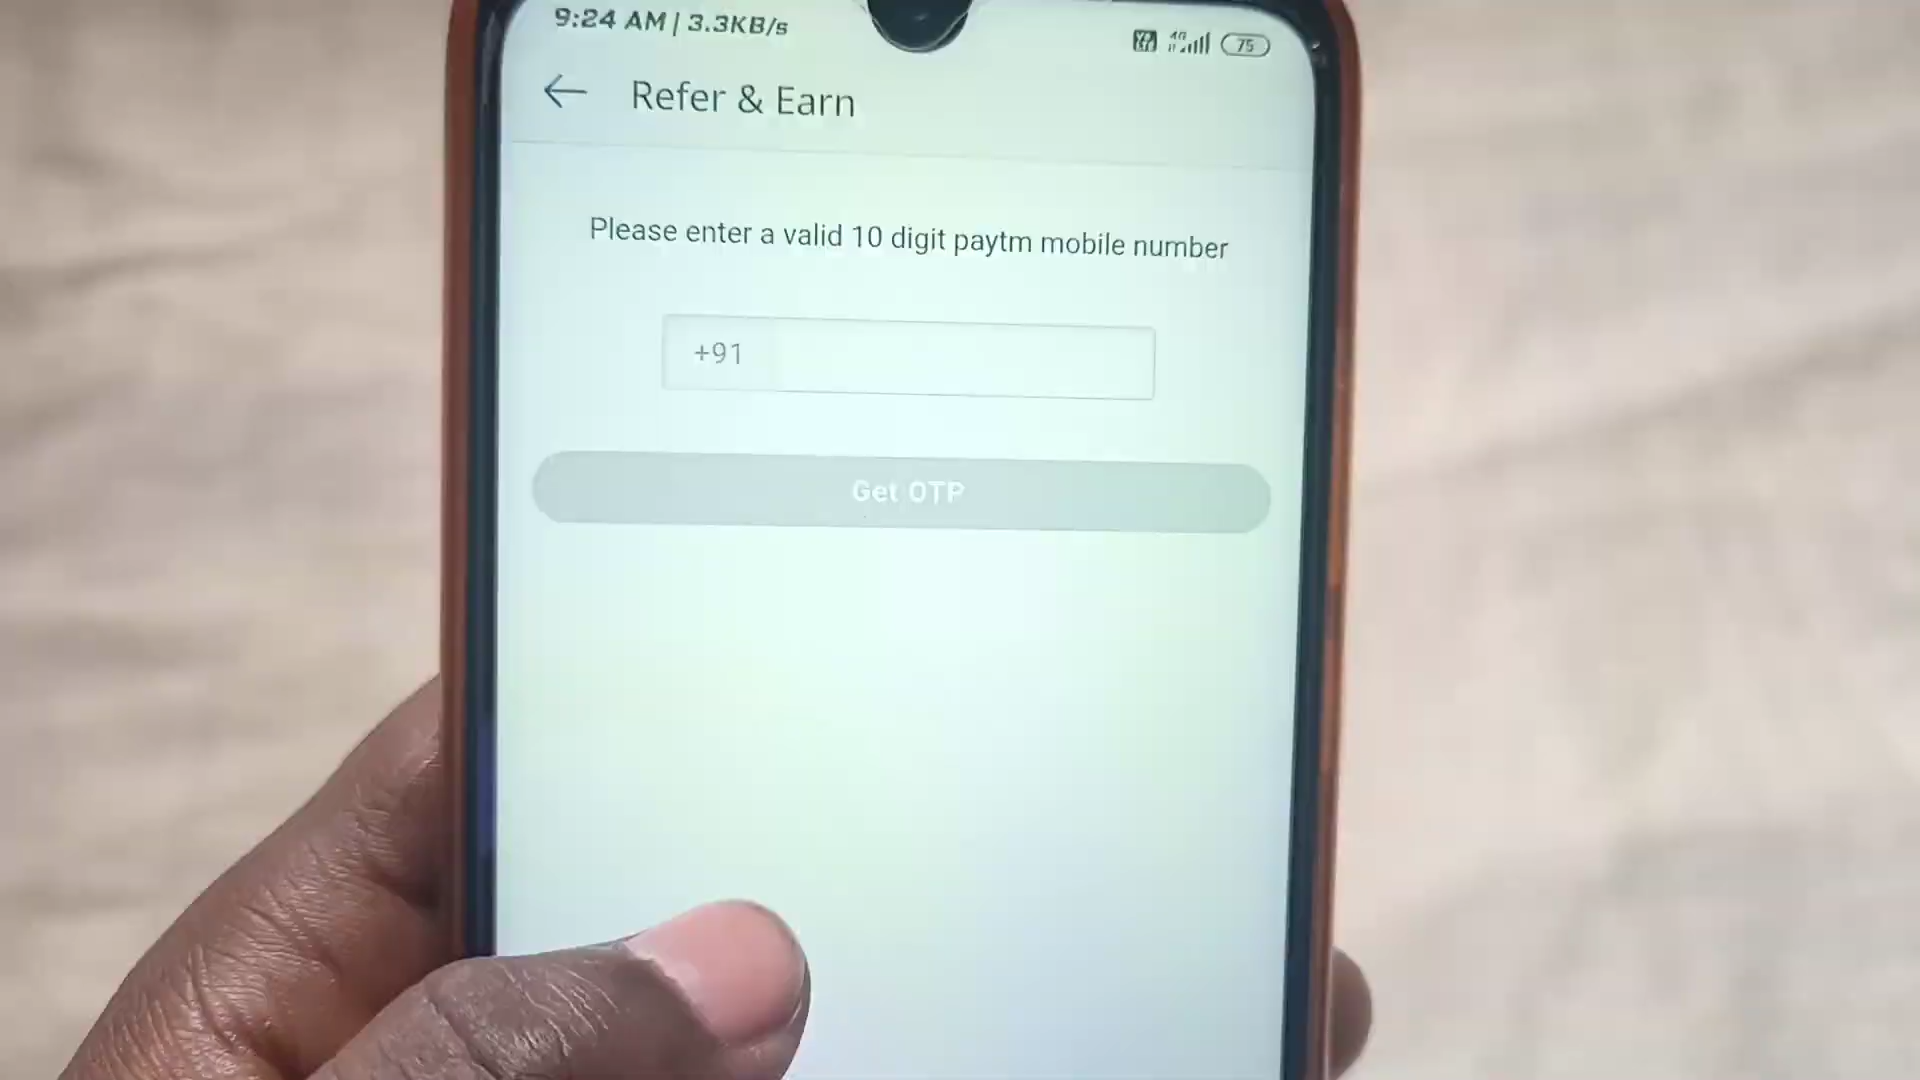 9:24 AM | 3.3KB/s
4G
75
Refer & Earn
Please enter a valid 10 digit paytm mobile number
+91
Get OTP